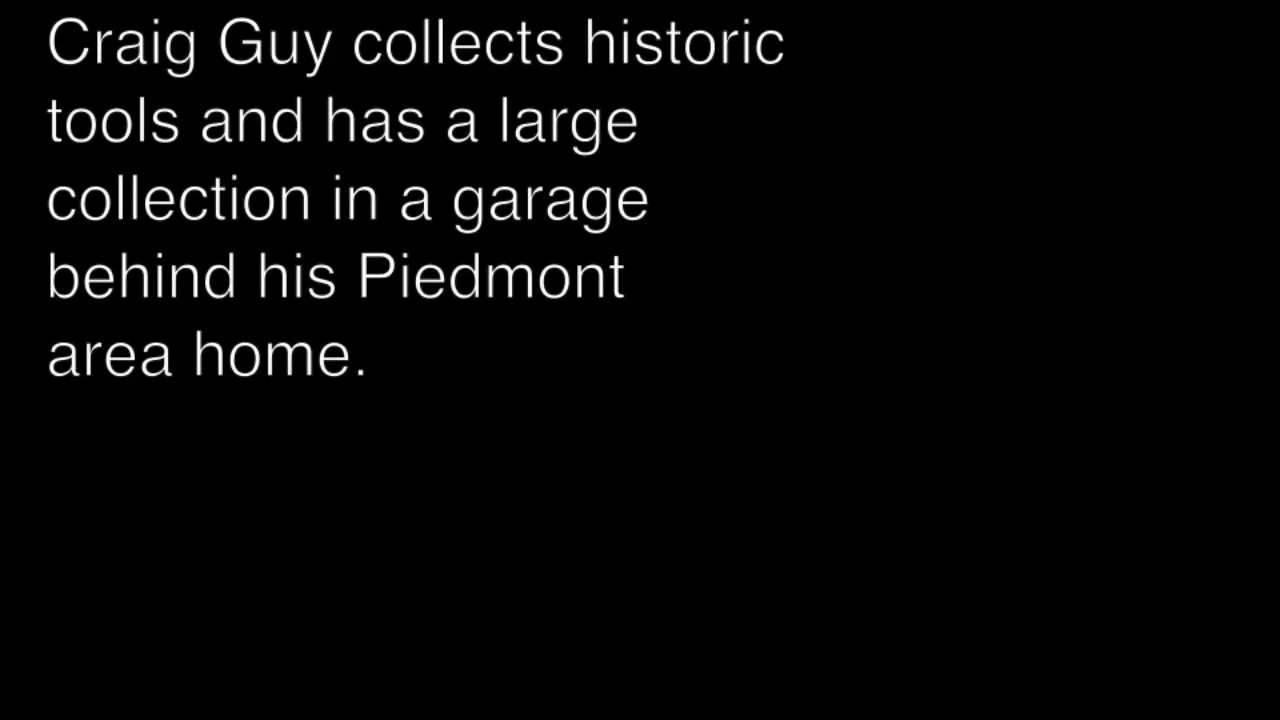 Craig Guy collects historic
tools and has a large
collection in a garage
behind his Piedmont
area home.